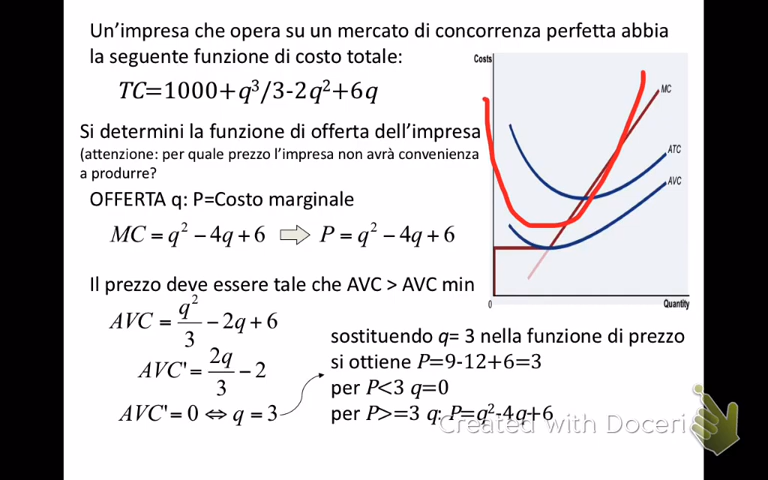 Un'impresa che opera su un mercato di concorrenza perfetta abbia
la seguente funzione di costo totale:
TC=1000+q³/3-2q²+6q
Si determini la funzione di offerta dell'impresa
(attenzione: per quale prezzo l'impresa non avrà convenienza
a produrre?
OFFERTA q: P=Costo marginale
MC = q² − 4q + 6 ⇨ P = q² − 4q + 6
Il prezzo deve essere tale che AVC > AVC min
AVC = q²/3 − 2q + 6
AVC' = 2q/3 − 2
AVC' = 0 ⇔ q = 3
sostituendo q= 3 nella funzione di prezzo
si ottiene P=9-12+6=3
per P<3 q=0
per P>=3 q: P=q²-4q+6
Costs
MC
ATC
AVC
0
Quantity
Created with Doceri